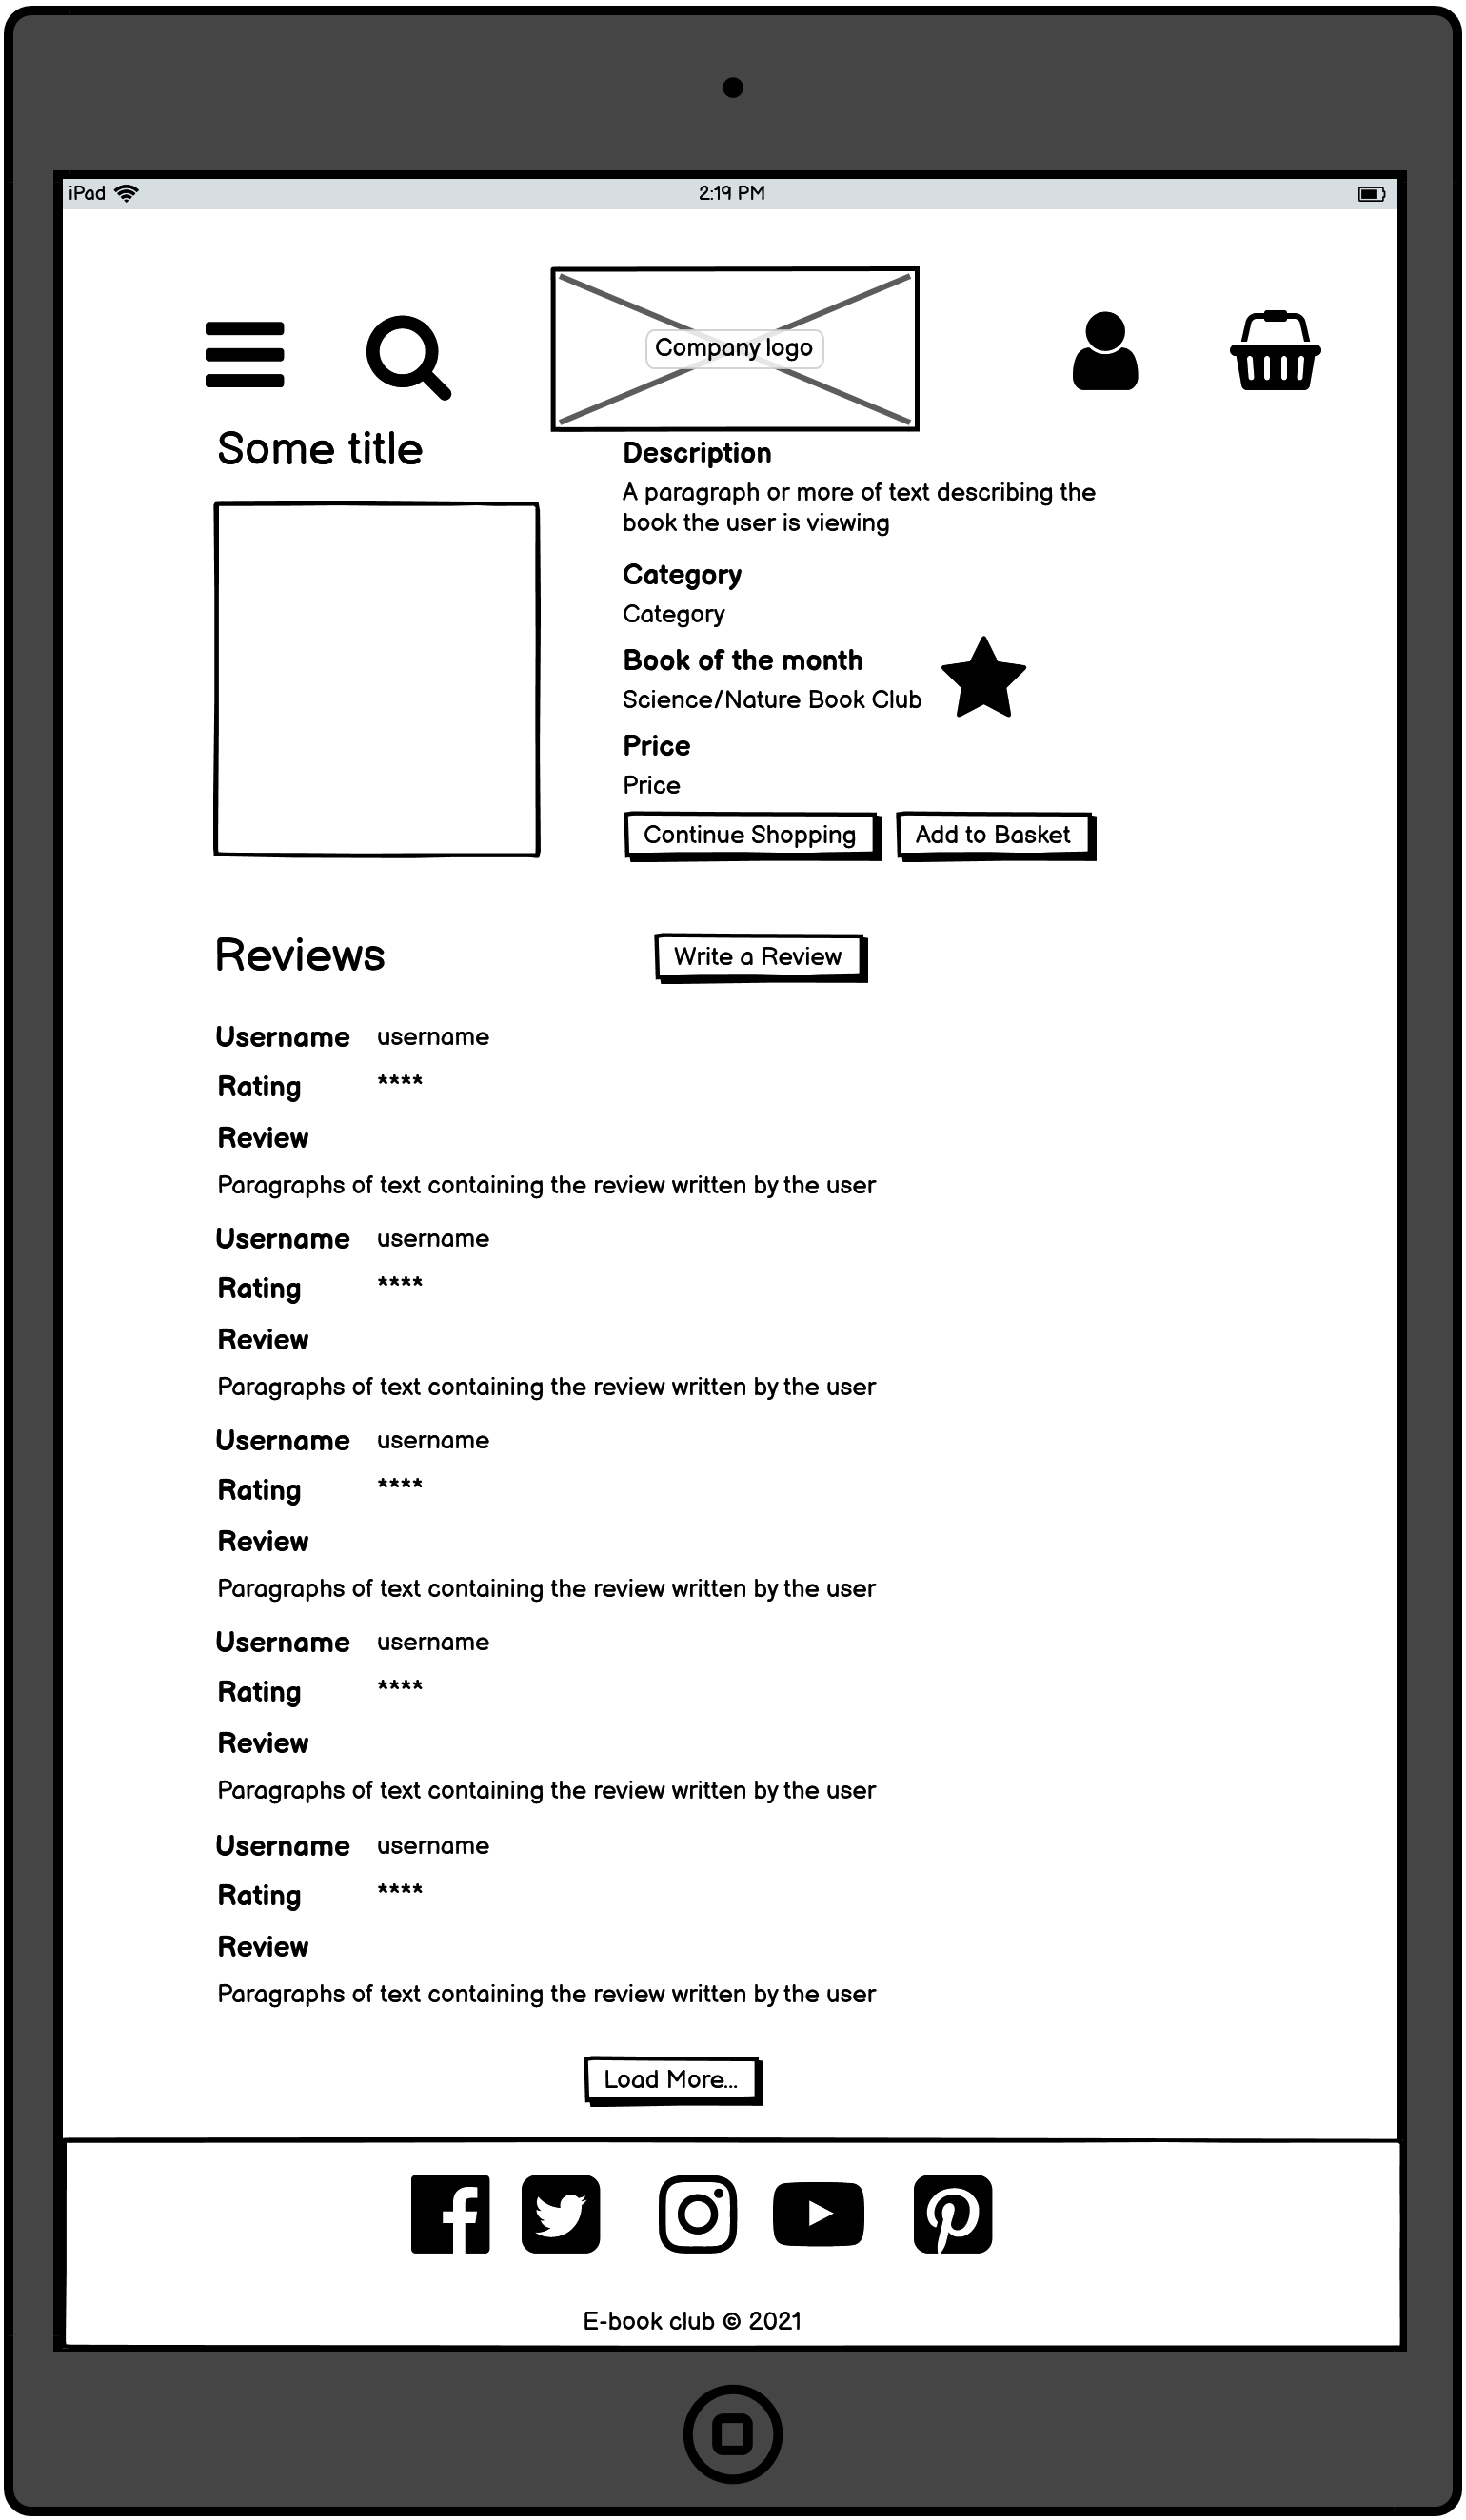 iPad
2:19 PM
Company logo
Some title
Description
A paragraph or more of text describing the
book the user is viewing
Category
Category
Book of the month
Science/Nature Book Club
Price
Price
Continue Shopping
Add to Basket
Reviews
Write a Review
Username username
Rating ****
Review
Paragraphs of text containing the review written by the user
Username username
Rating ****
Review
Paragraphs of text containing the review written by the user
Username username
Rating ****
Review
Paragraphs of text containing the review written by the user
Username username
Rating ****
Review
Paragraphs of text containing the review written by the user
Username username
Rating ****
Review
Paragraphs of text containing the review written by the user
Load More...
E-book club © 2021